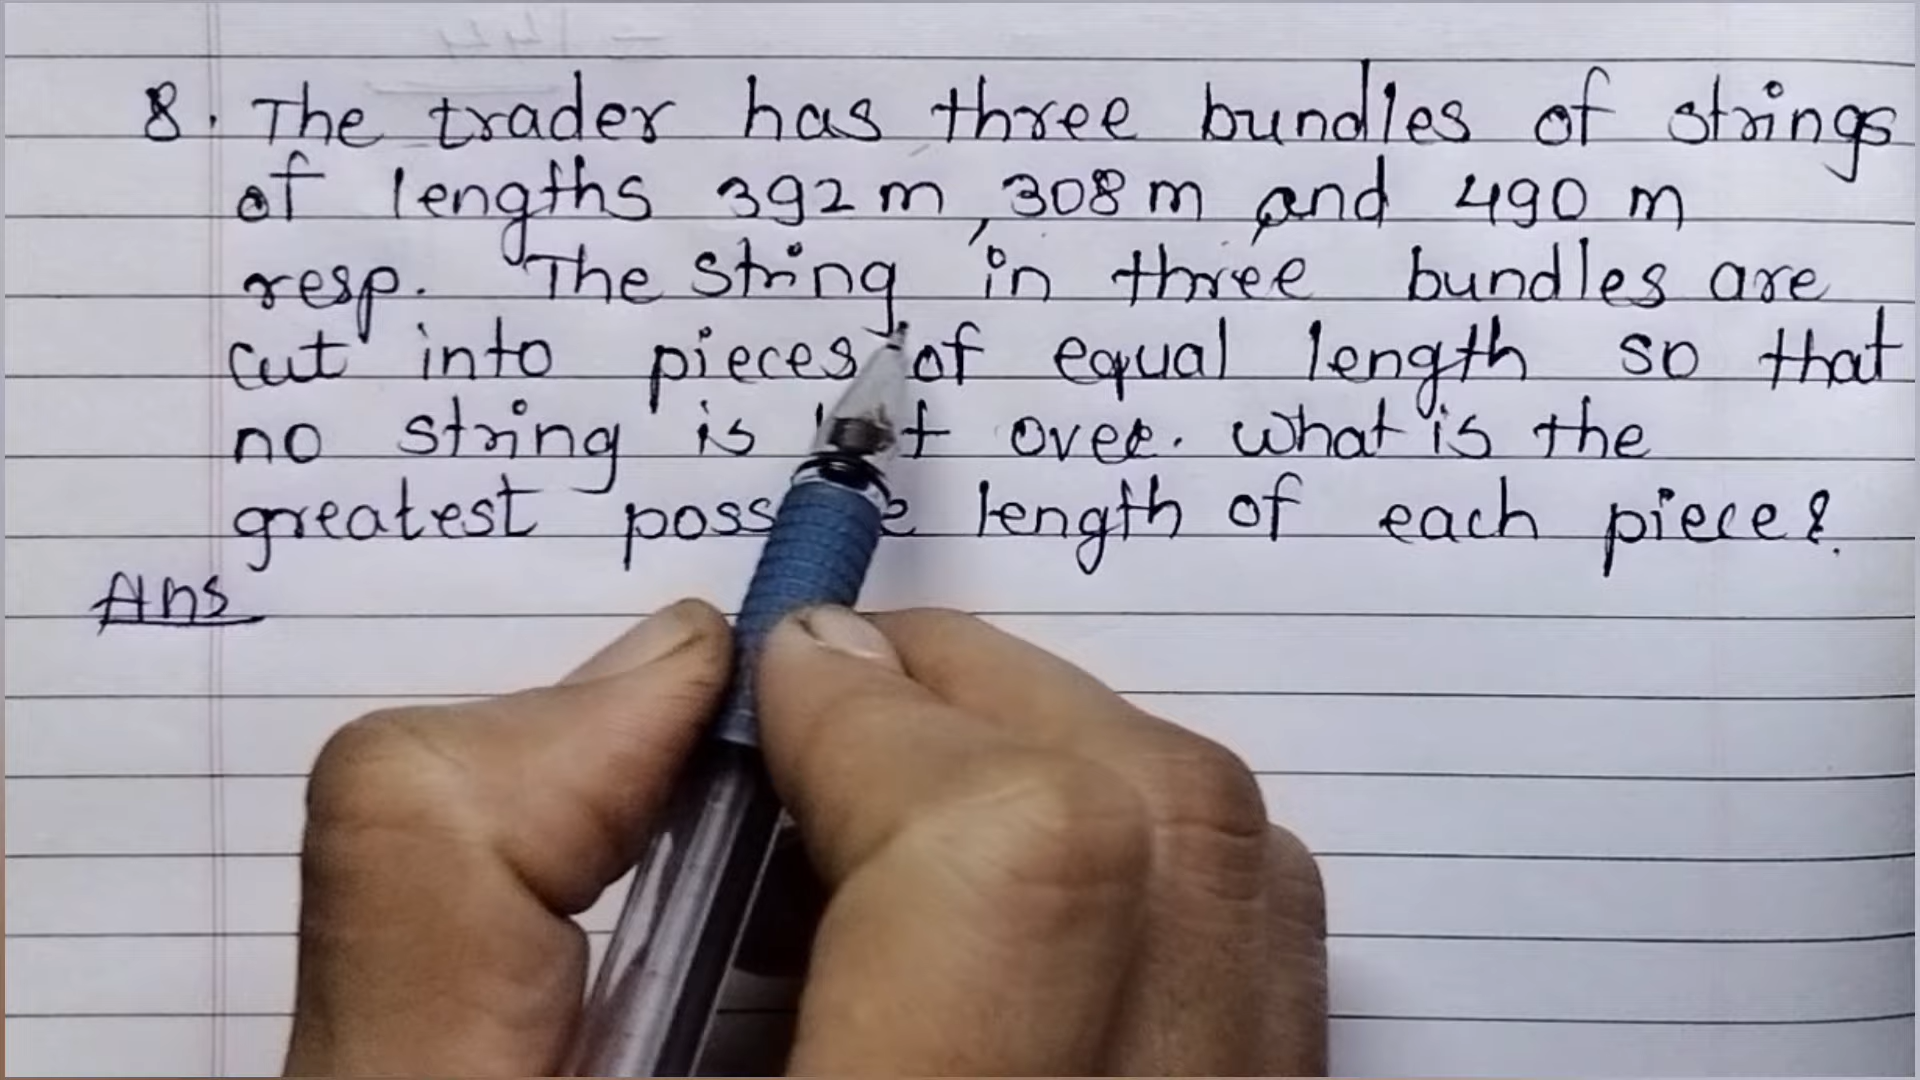 8. The trader has three bundles of strings
of lengths 392 m, 308 m and 490 m
resp. The string in three bundles are
cut into pieces of equal length so that
no string is over. What is the
greatest length of each piece?
Ans